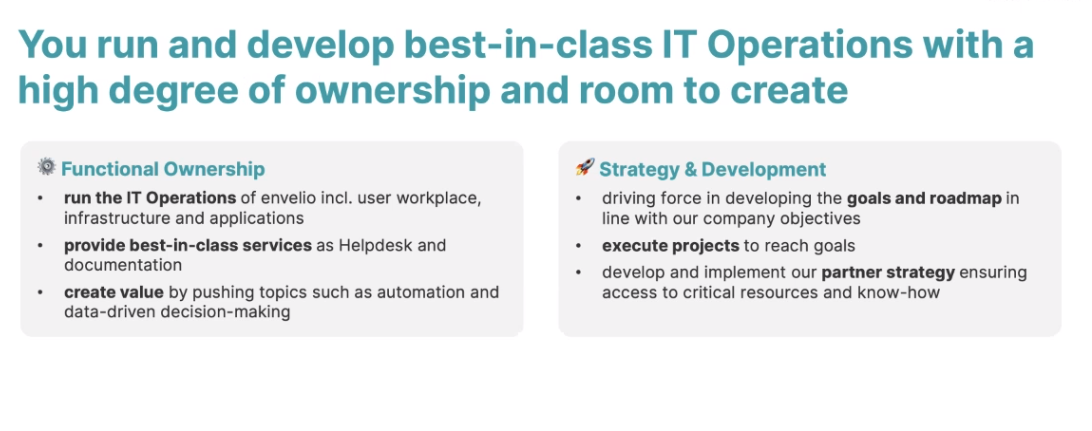 You run and develop best-in-class IT Operations with a
high degree of ownership and room to create
Functional Ownership
• run the IT Operations of envelio incl. user workplace,
infrastructure and applications
• provide best-in-class services as Helpdesk and
documentation
• create value by pushing topics such as automation and
data-driven decision-making
Strategy & Development
• driving force in developing the goals and roadmap in
line with our company objectives
• execute projects to reach goals
• develop and implement our partner strategy ensuring
access to critical resources and know-how